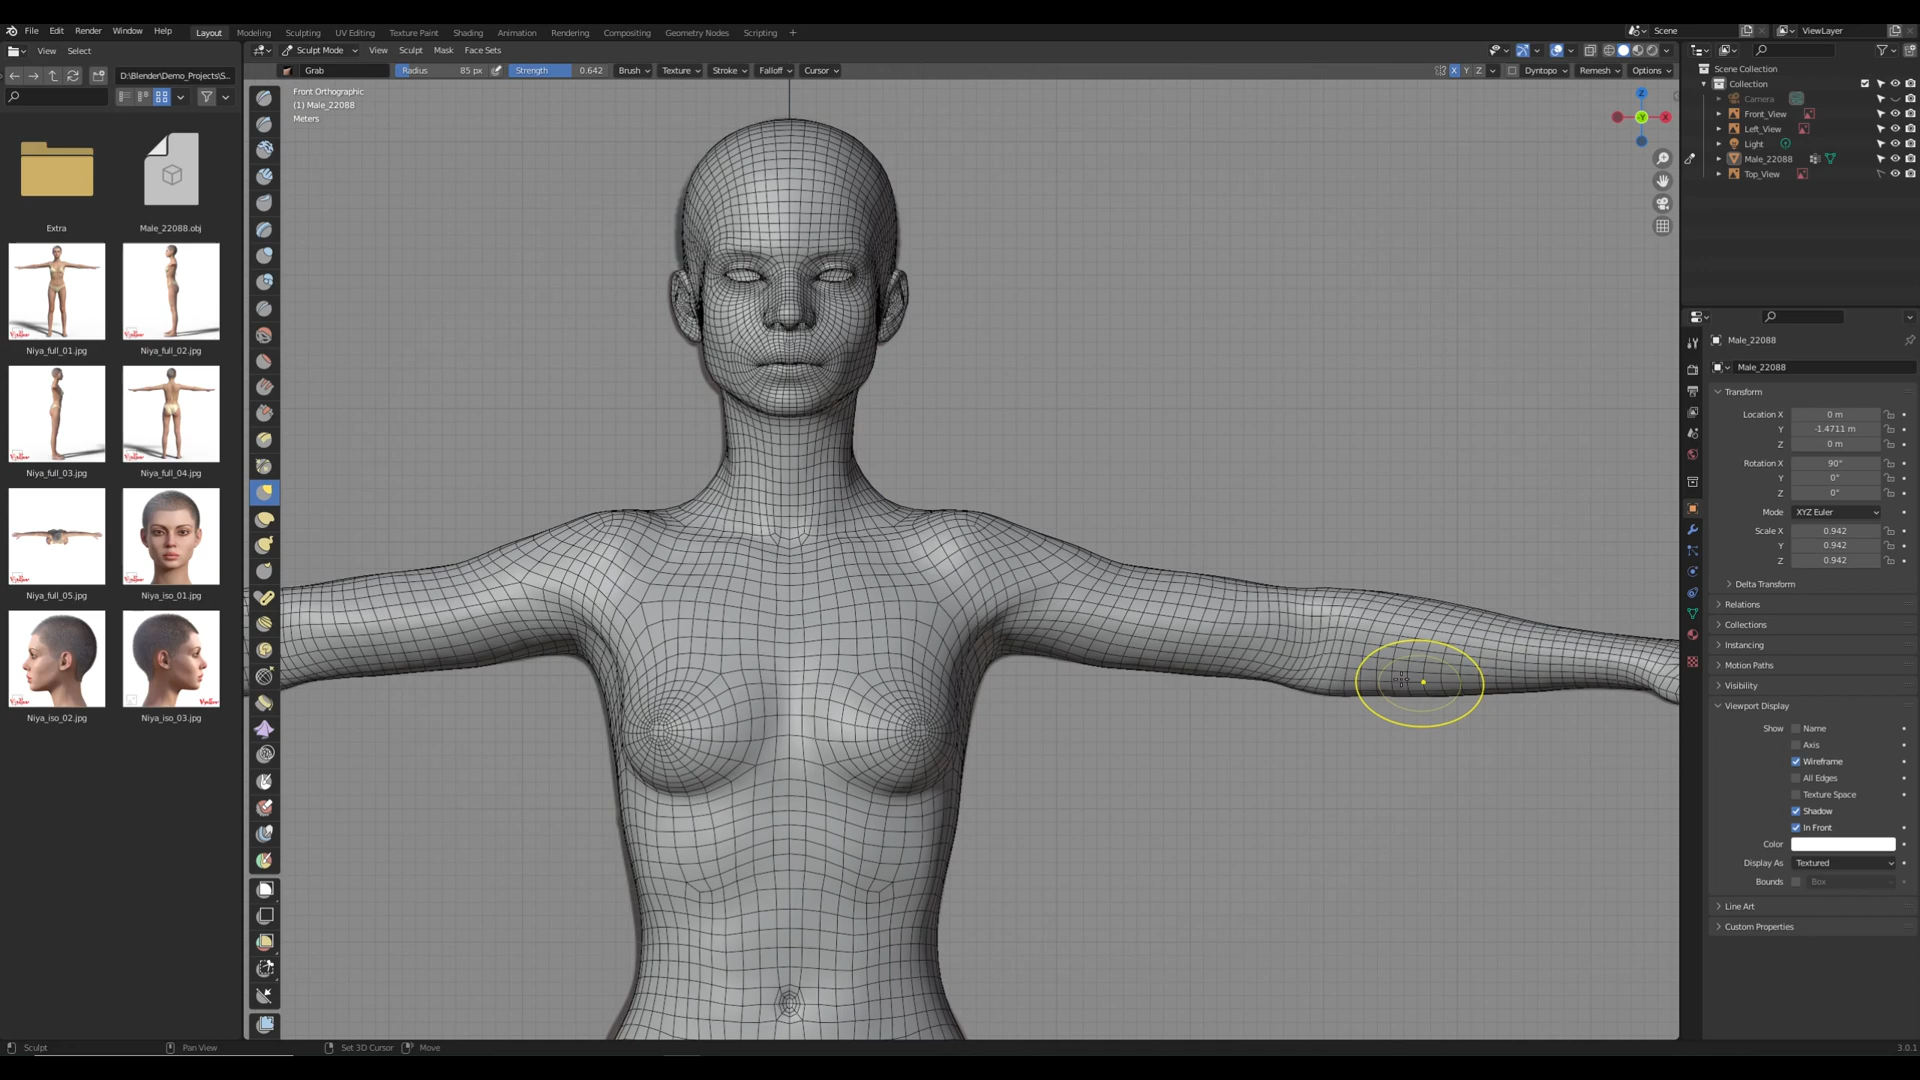 File Edit Render Window Help
Layout Modeling Sculpting UV Editing Texture Paint Shading Animation Rendering Compositing Geometry Nodes Scripting +
Scene
ViewLayer
View Select
Sculpt Mode View Sculpt Mask Face Sets
D:\Blender\Demo_Projects\S...
Grab Radius 85 px Strength 0.642 Brush Texture Stroke Falloff Cursor
X Y Z Dyntopo Remesh Options
Front Orthographic
(1) Male_22088
Meters
Z
X
Y
Extra
Male_22088.obj
Niya_full_01.jpg
Niya_full_02.jpg
Niya_full_03.jpg
Niya_full_04.jpg
Niya_full_05.jpg
Niya_iso_01.jpg
Niya_iso_02.jpg
Niya_iso_03.jpg
Scene Collection
Collection
Camera
Front_View
Left_View
Light
Male_22088
Top_View
Male_22088
Male_22088
Transform
Location X 0 m
Y -1.4711 m
Z 0 m
Rotation X 90°
Y 0°
Z 0°
Mode XYZ Euler
Scale X 0.942
Y 0.942
Z 0.942
Delta Transform
Relations
Collections
Instancing
Motion Paths
Visibility
Viewport Display
Show Name
Axis
Wireframe
All Edges
Texture Space
Shadow
In Front
Color
Display As Textured
Bounds Box
Line Art
Custom Properties
Sculpt Pan View Set 3D Cursor Move
3.0.1